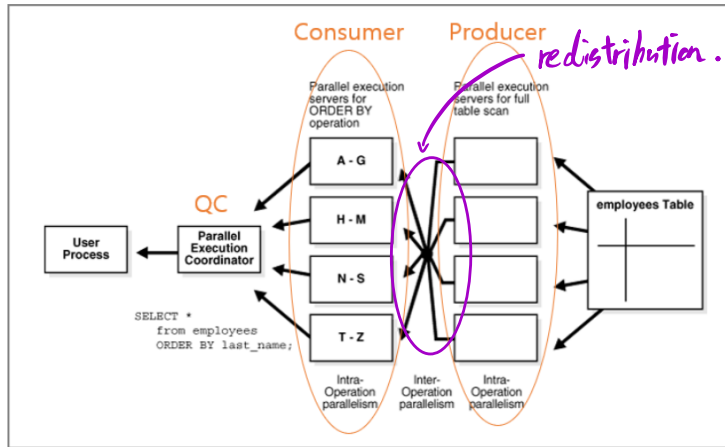 Consumer
Producer
redistribution.
Parallel execution
servers for
ORDER BY
operation
Parallel execution
servers for full
table scan
A - G
H - M
N - S
T - Z
QC
Parallel
Execution
Coordinator
User
Process
employees Table
SELECT *
from employees
ORDER BY last_name;
Intra-
Operation
parallelism
Inter-
Operation
parallelism
Intra-
Operation
parallelism